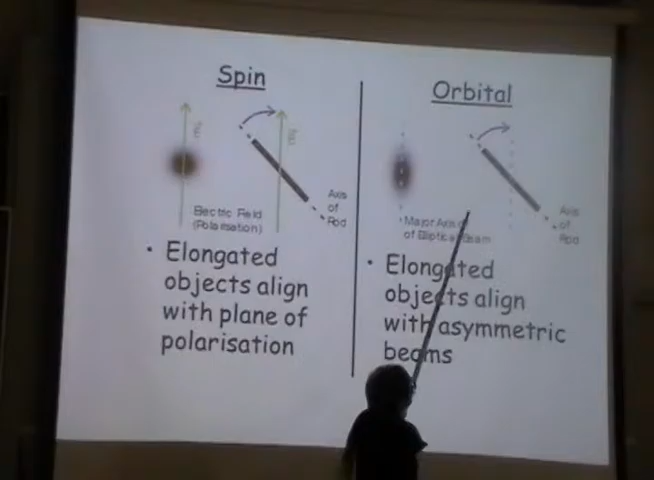 Spin
E
E
Electric Field
(Polarisation)
Axis
of
Rod
• Elongated
objects align
with plane of
polarisation
Orbital
• Major Axis of
of Elliptical Beam
Axis
of
Rod
• Elongated
objects align
with asymmetric
beams